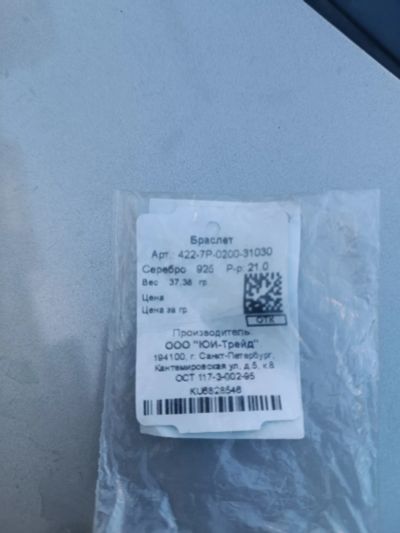 Браслет
Арт.: 422-7Р-0200-31030
Серебро 925 Р-р: 21.0
Вес 37.38 гр
Цена
Цена за гр.
ОТК
Производитель
ООО "ЮИ-Трейд"
194100, г. Санкт-Петербург,
Кантемировская ул, д.5, к.8
ОСТ 117-3-002-95
KU6828546